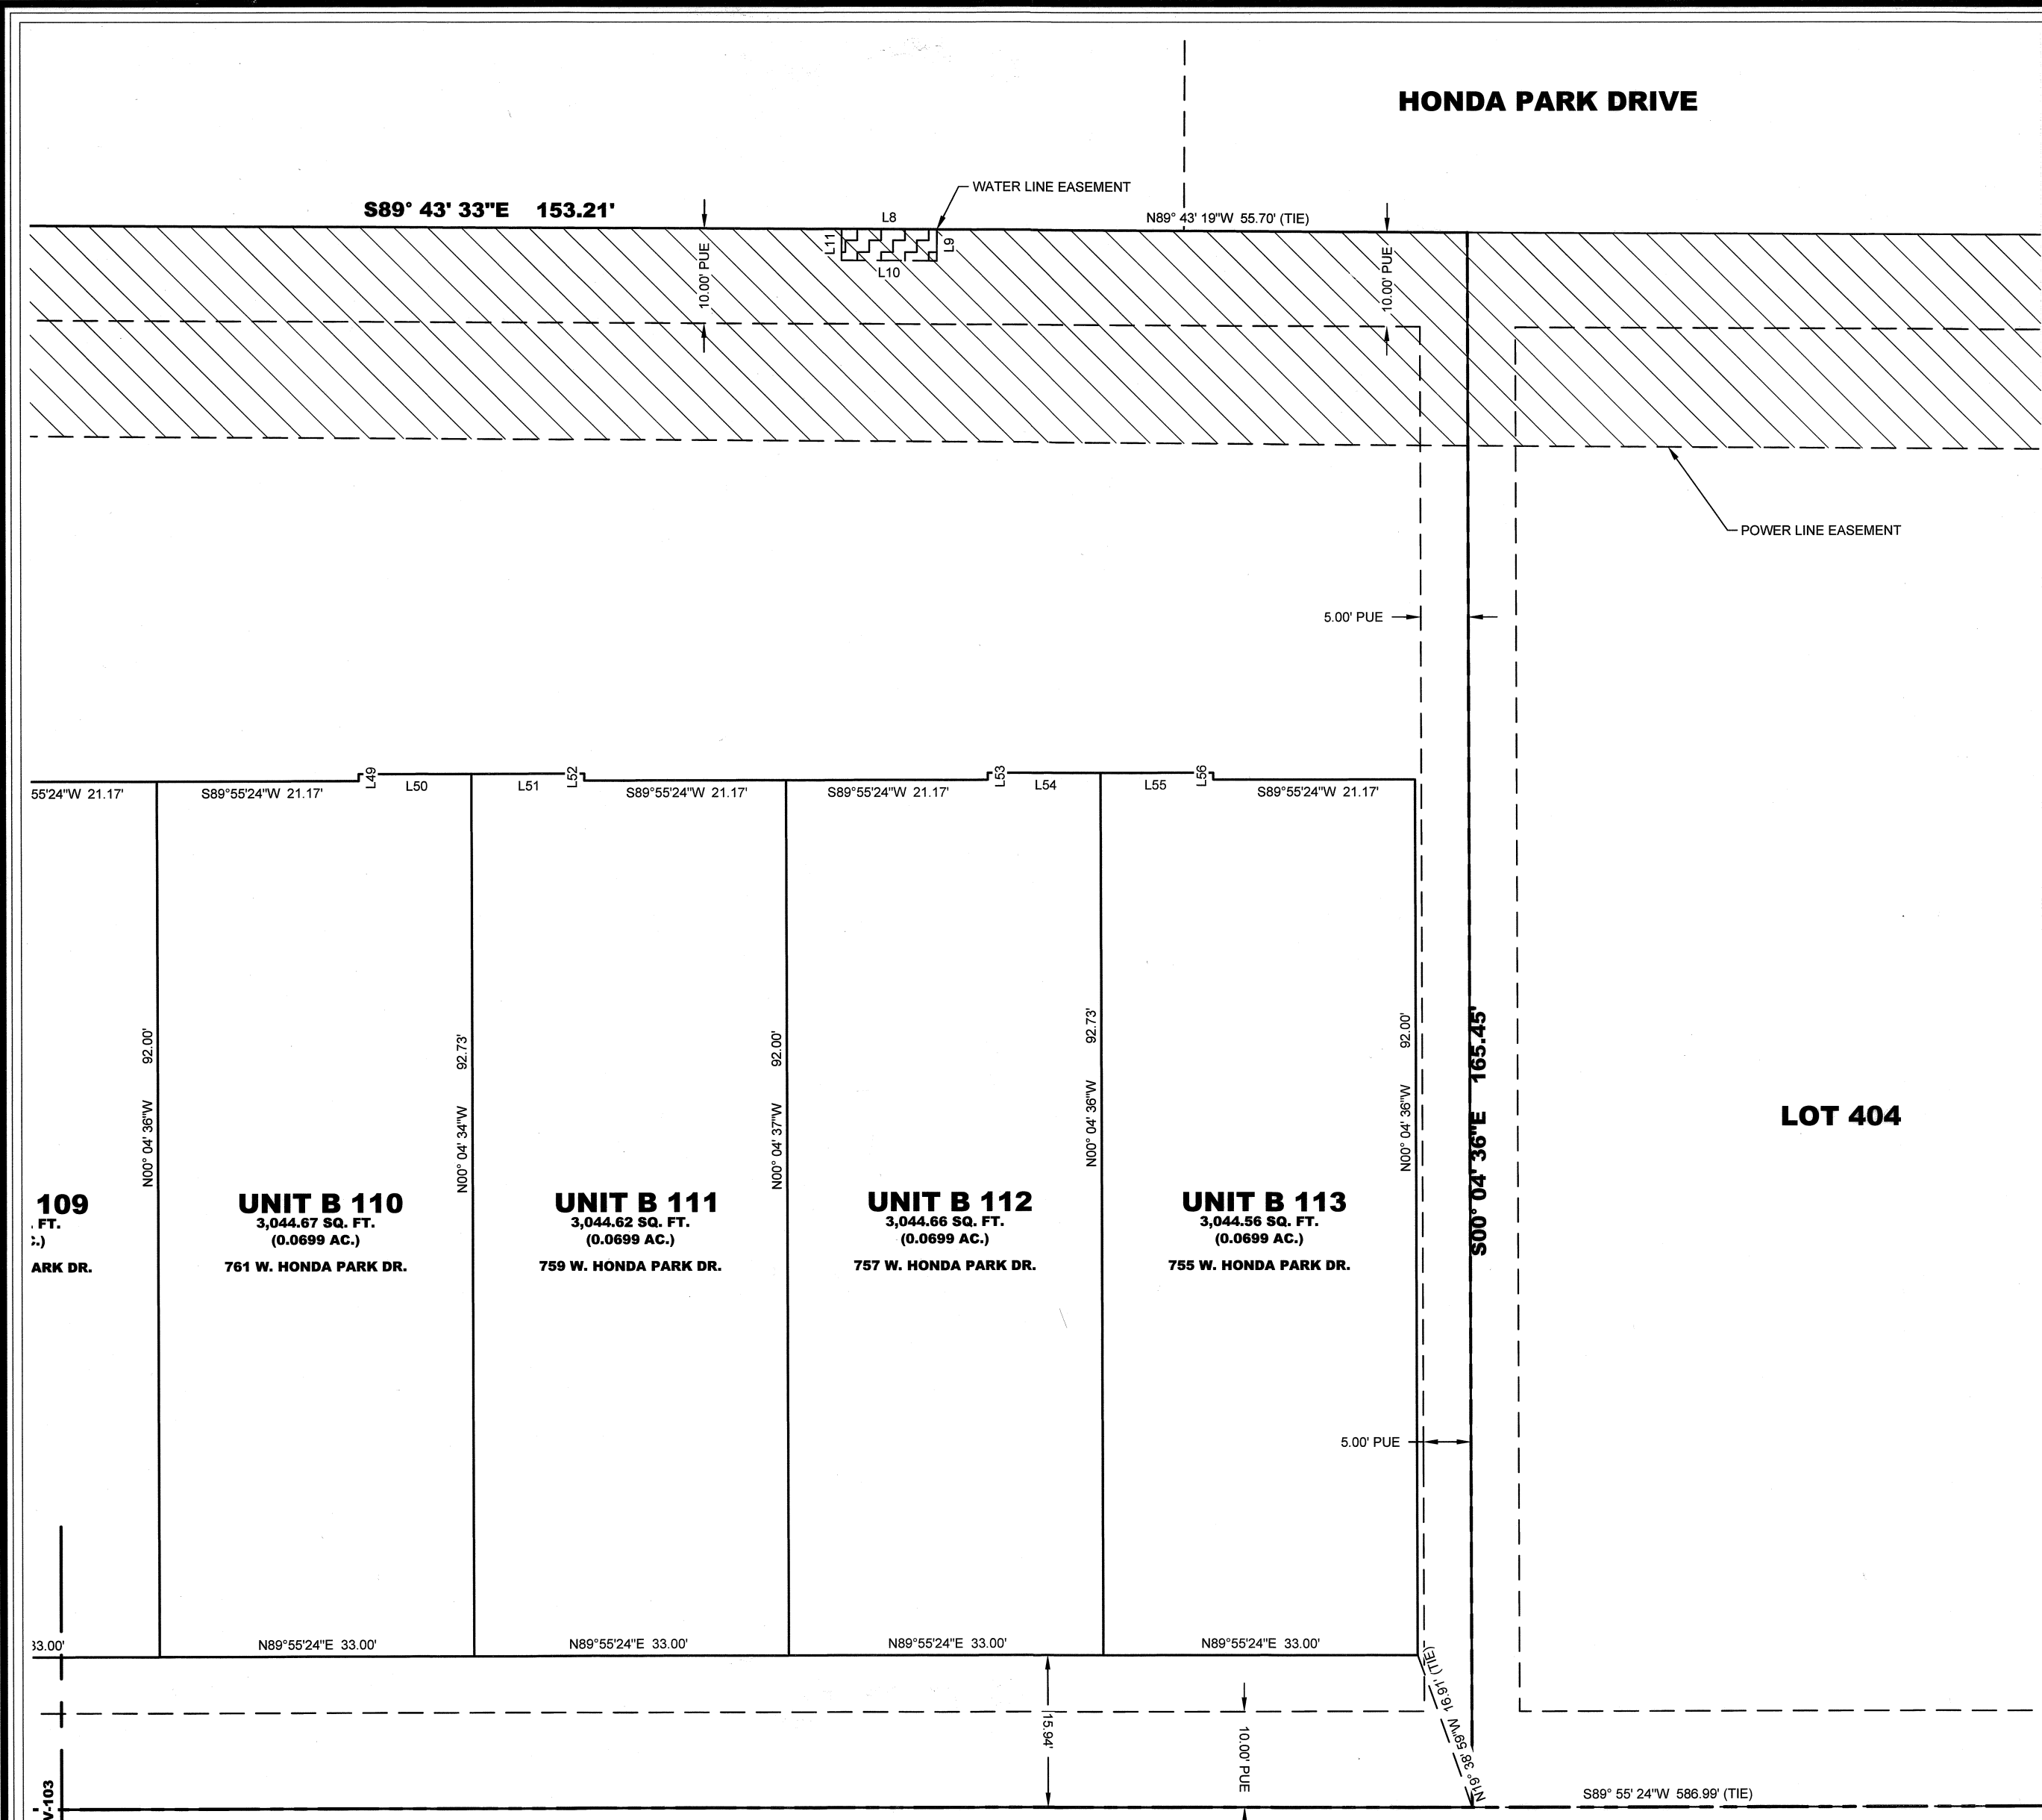 HONDA PARK DRIVE
WATER LINE EASEMENT
S89° 43' 33"E 153.21'
L8
N89° 43' 19"W 55.70' (TIE)
L11
L9
L10
10.00' PUE
10.00' PUE
POWER LINE EASEMENT
5.00' PUE
55'24"W 21.17'
S89°55'24"W 21.17'
L49
L50
L51
L52
S89°55'24"W 21.17'
S89°55'24"W 21.17'
L53
L54
L55
L56
S89°55'24"W 21.17'
N00° 04' 36"W 92.00'
N00° 04' 34"W 92.73'
N00° 04' 37"W 92.00'
N00° 04' 36"W 92.73'
N00° 04' 36"W 92.00'
S00° 04' 36"E 165.45'
LOT 404
109
. FT.
.)
ARK DR.
UNIT B 110
3,044.67 SQ. FT.
(0.0699 AC.)
761 W. HONDA PARK DR.
UNIT B 111
3,044.62 SQ. FT.
(0.0699 AC.)
759 W. HONDA PARK DR.
UNIT B 112
3,044.66 SQ. FT.
(0.0699 AC.)
757 W. HONDA PARK DR.
UNIT B 113
3,044.56 SQ. FT.
(0.0699 AC.)
755 W. HONDA PARK DR.
5.00' PUE
33.00'
N89°55'24"E 33.00'
N89°55'24"E 33.00'
N89°55'24"E 33.00'
N89°55'24"E 33.00'
N19° 38' 59"W 16.91' (TIE)
15.94'
10.00' PUE
V-103
S89° 55' 24"W 586.99' (TIE)